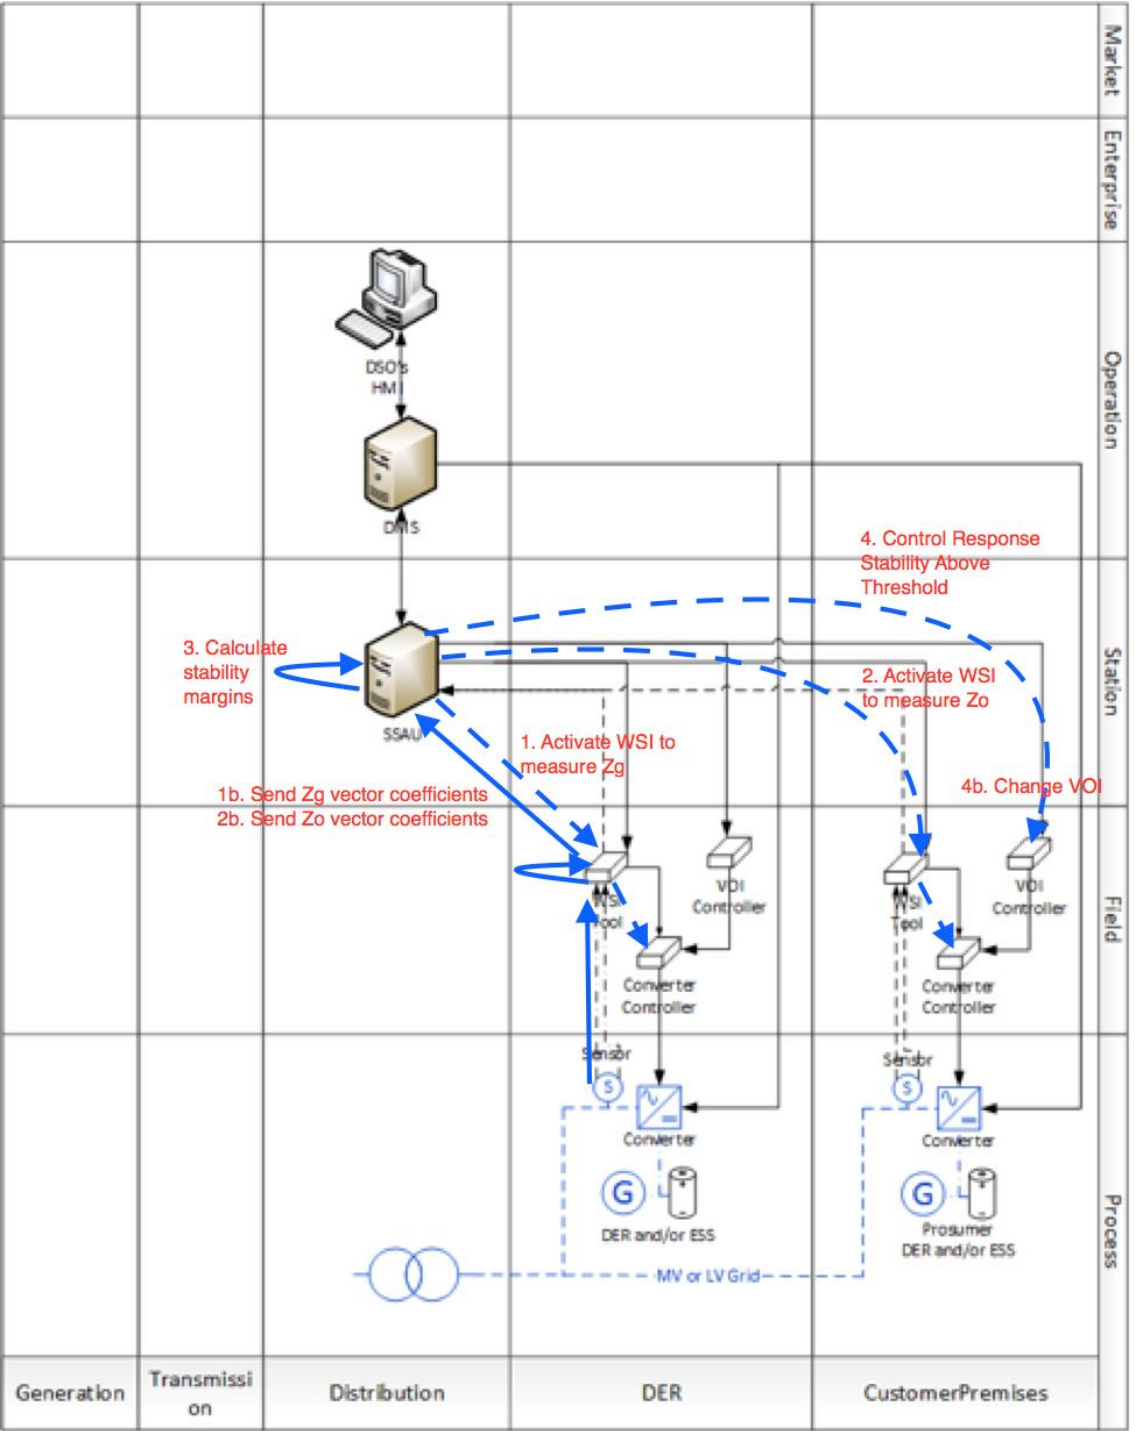 Market
Enterprise
Operation
DSO's
HMI
DMS
4. Control Response
Stability Above
Threshold
Station
3. Calculate
stability
margins
2. Activate WSI
to measure Zo
SSAU
1. Activate WSI to
measure Zg
4b. Change VOI
1b. Send Zg vector coefficients
2b. Send Zo vector coefficients
Field
WSI
Tool
VOI
Controller
Converter
Controller
WSI
Tool
VOI
Controller
Converter
Controller
Process
Sensor
S
Converter
G
DER and/or ESS
Sensor
S
Converter
G
Prosumer
DER and/or ESS
MV or LV Grid
Generation
Transmissi
on
Distribution
DER
CustomerPremises